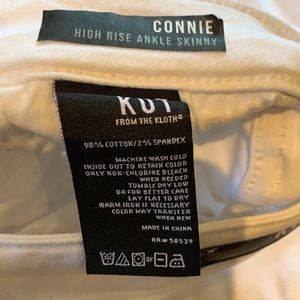 CONNIE
HIGH RISE ANKLE SKINNY
KUT
FROM THE KLOTH®
98% COTTON/2% SPANDEX
MACHINE WASH COLD
INSIDE OUT TO RETAIN COLOR
ONLY NON-CHLORINE BLEACH
WHEN NEEDED
TUMBLE DRY LOW
OR FOR BETTER CARE
LAY FLAT TO DRY
WARM IRON IF NECESSARY
COLOR MAY TRANSFER
WHEN NEW
MADE IN CHINA
RN# 58539
OR